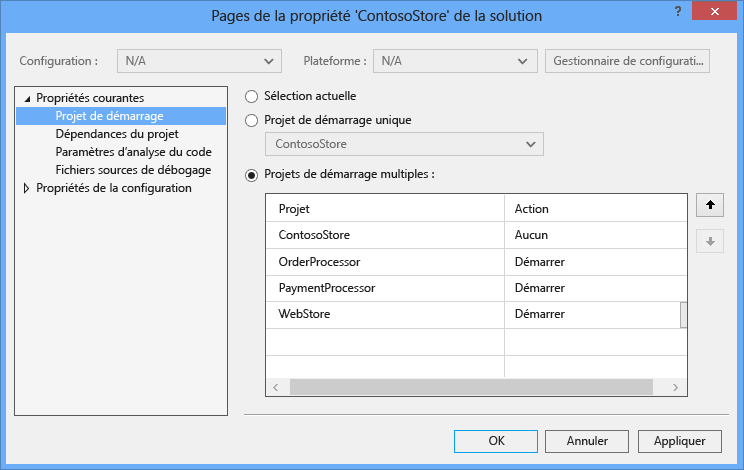 Pages de la propriété 'ContosoStore' de la solution
?
Configuration : N/A Plateforme : N/A Gestionnaire de configurati...
Propriétés courantes
Projet de démarrage
Dépendances du projet
Paramètres d'analyse du code
Fichiers sources de débogage
Propriétés de la configuration
Sélection actuelle
Projet de démarrage unique
ContosoStore
Projets de démarrage multiples :
Projet Action
ContosoStore Aucun
OrderProcessor Démarrer
PaymentProcessor Démarrer
WebStore Démarrer
OK Annuler Appliquer